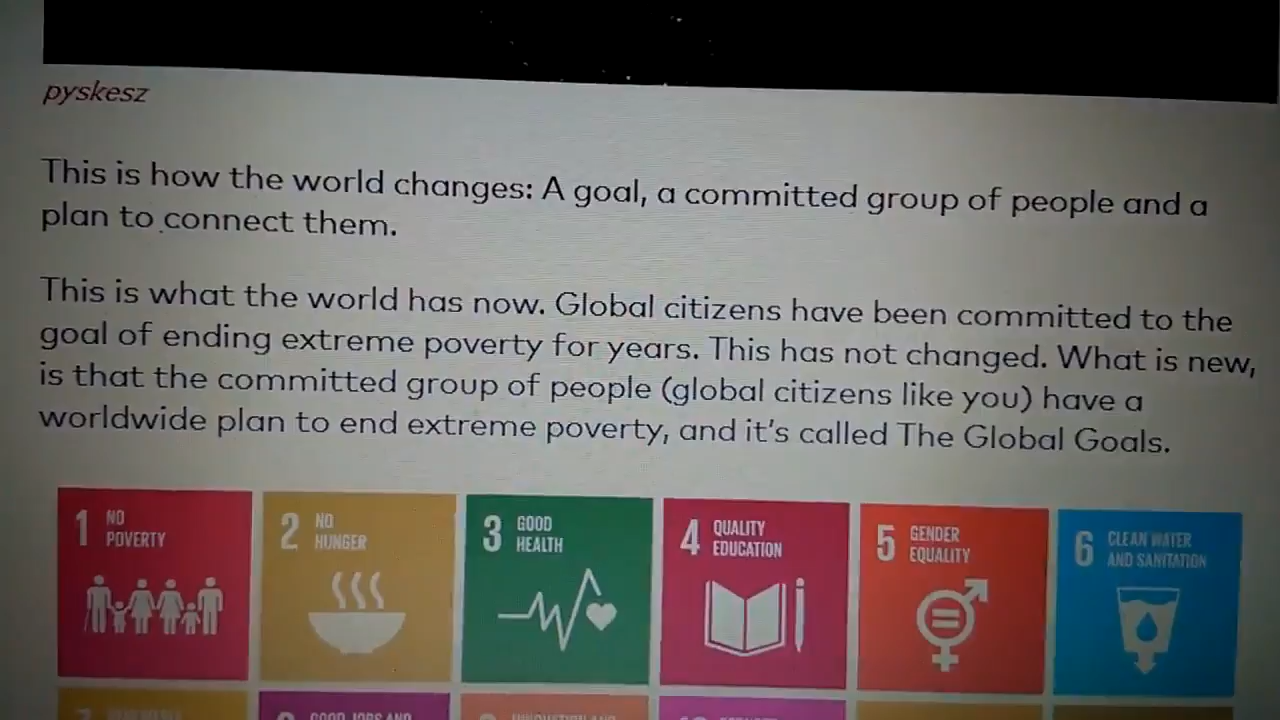 pyskesz
This is how the world changes: A goal, a committed group of people and a
plan to connect them.
This is what the world has now. Global citizens have been committed to the
goal of ending extreme poverty for years. This has not changed. What is new,
is that the committed group of people (global citizens like you) have a
worldwide plan to end extreme poverty, and it's called The Global Goals.
1 NO
POVERTY
2 NO
HUNGER
3 GOOD
HEALTH
4 QUALITY
EDUCATION
5 GENDER
EQUALITY
6 CLEAN WATER
AND SANITATION
GOOD JOBS AND